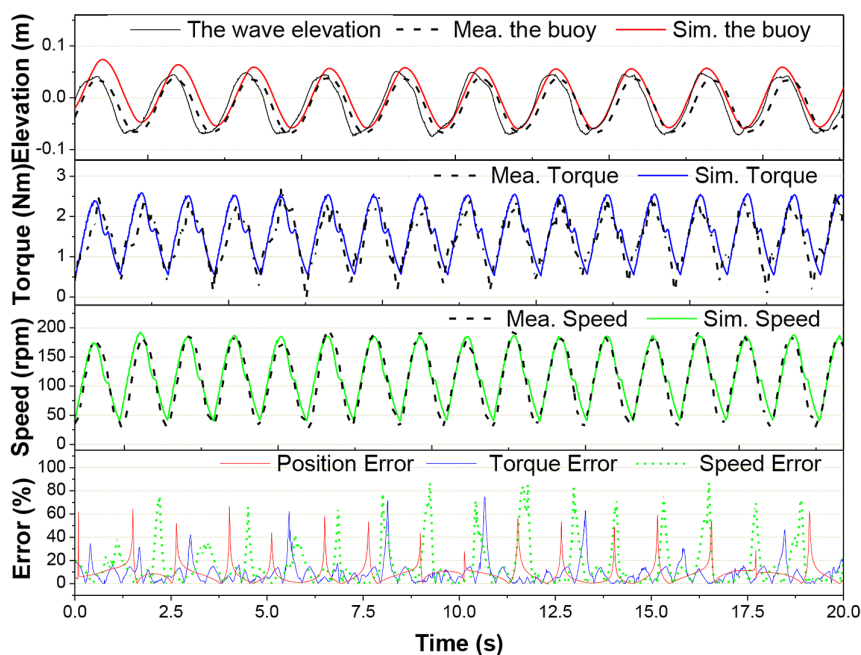 The wave elevation Mea. the buoy Sim. the buoy
Elevation (m)
0.1
0.0
-0.1
Mea. Torque Sim. Torque
Torque (Nm)
3
2
1
0
Mea. Speed Sim. Speed
Speed (rpm)
200
150
100
50
0
Position Error Torque Error Speed Error
Error (%)
100
80
60
40
20
0
0.0 2.5 5.0 7.5 10.0 12.5 15.0 17.5 20.0
Time (s)